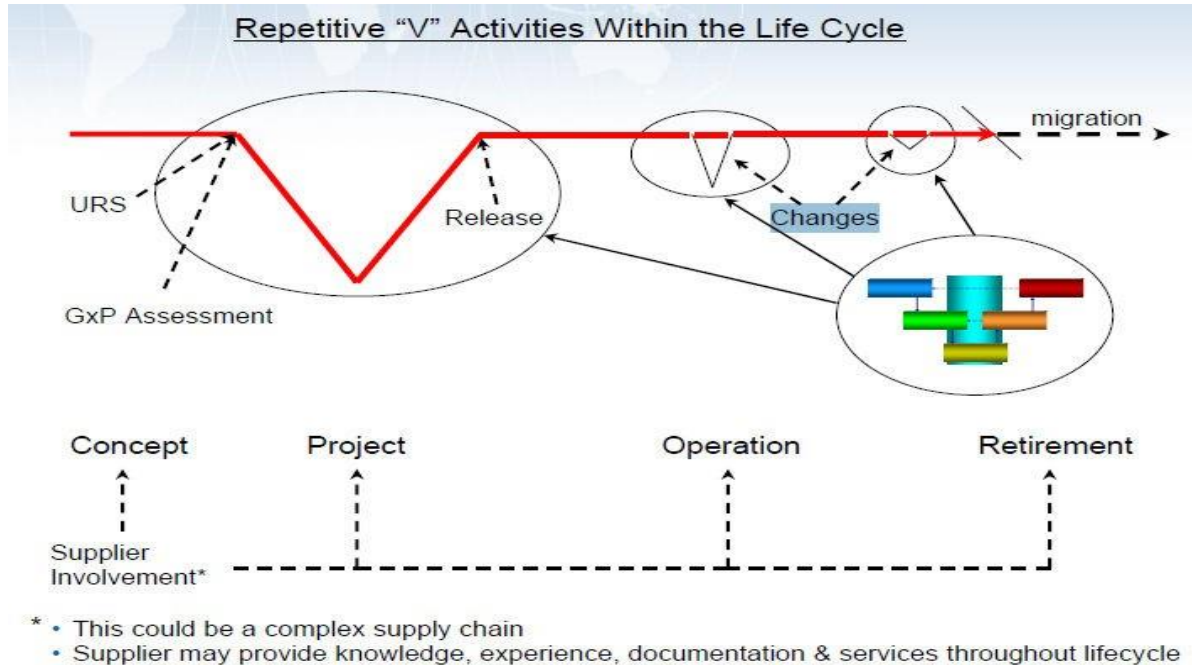 Repetitive “V” Activities Within the Life Cycle
migration
URS
Release
Changes
GxP Assessment
Concept
Project
Operation
Retirement
Supplier
Involvement*
* • This could be a complex supply chain
• Supplier may provide knowledge, experience, documentation & services throughout lifecycle